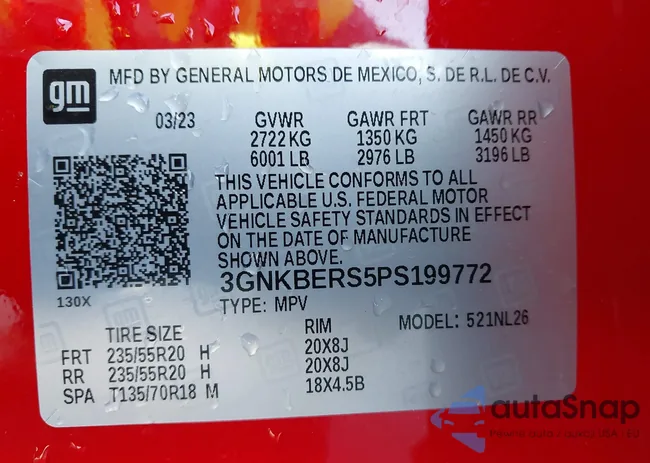 gm
MFD BY GENERAL MOTORS DE MEXICO, S. DE R.L. DE C.V.
03/23 GVWR GAWR FRT GAWR RR
2722 KG 1350 KG 1450 KG
6001 LB 2976 LB 3196 LB
THIS VEHICLE CONFORMS TO ALL
APPLICABLE U.S. FEDERAL MOTOR
VEHICLE SAFETY STANDARDS IN EFFECT
ON THE DATE OF MANUFACTURE
SHOWN ABOVE.
3GNKBERS5PS199772
130X
TYPE: MPV
MODEL: 521NL26
TIRE SIZE RIM
FRT 235/55R20 H 20X8J
RR 235/55R20 H 20X8J
SPA T135/70R18 M 18X4.5B
autaSnap